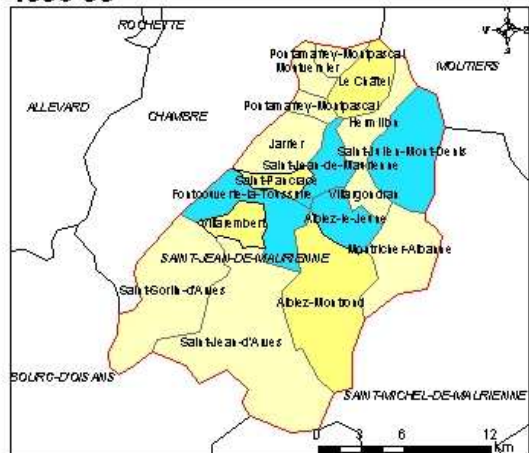 ROCHETTE
Pontamafrey-Montpascal
Montvernier
MOUTIERS
Le Châtel
ALLEVARD
CHAMBRE
Pontamafrey-Montpascal
Hermillon
Jarrier
Saint-Julien-Mont-Denis
Saint-Jean-de-Maurienne
Saint-Pancrace
Fontcouverte-la-Toussuire
Villargondran
Villarembert
Albiez-le-Jeune
Montricher-Albanne
SAINT-JEAN-DE-MAURIENNE
Saint-Sorlin-d'Arves
Albiez-Montrond
Saint-Jean-d'Arves
BOURG-D'OISANS
SAINT-MICHEL-DE-MAURIENNE
0 3 6 12
Km